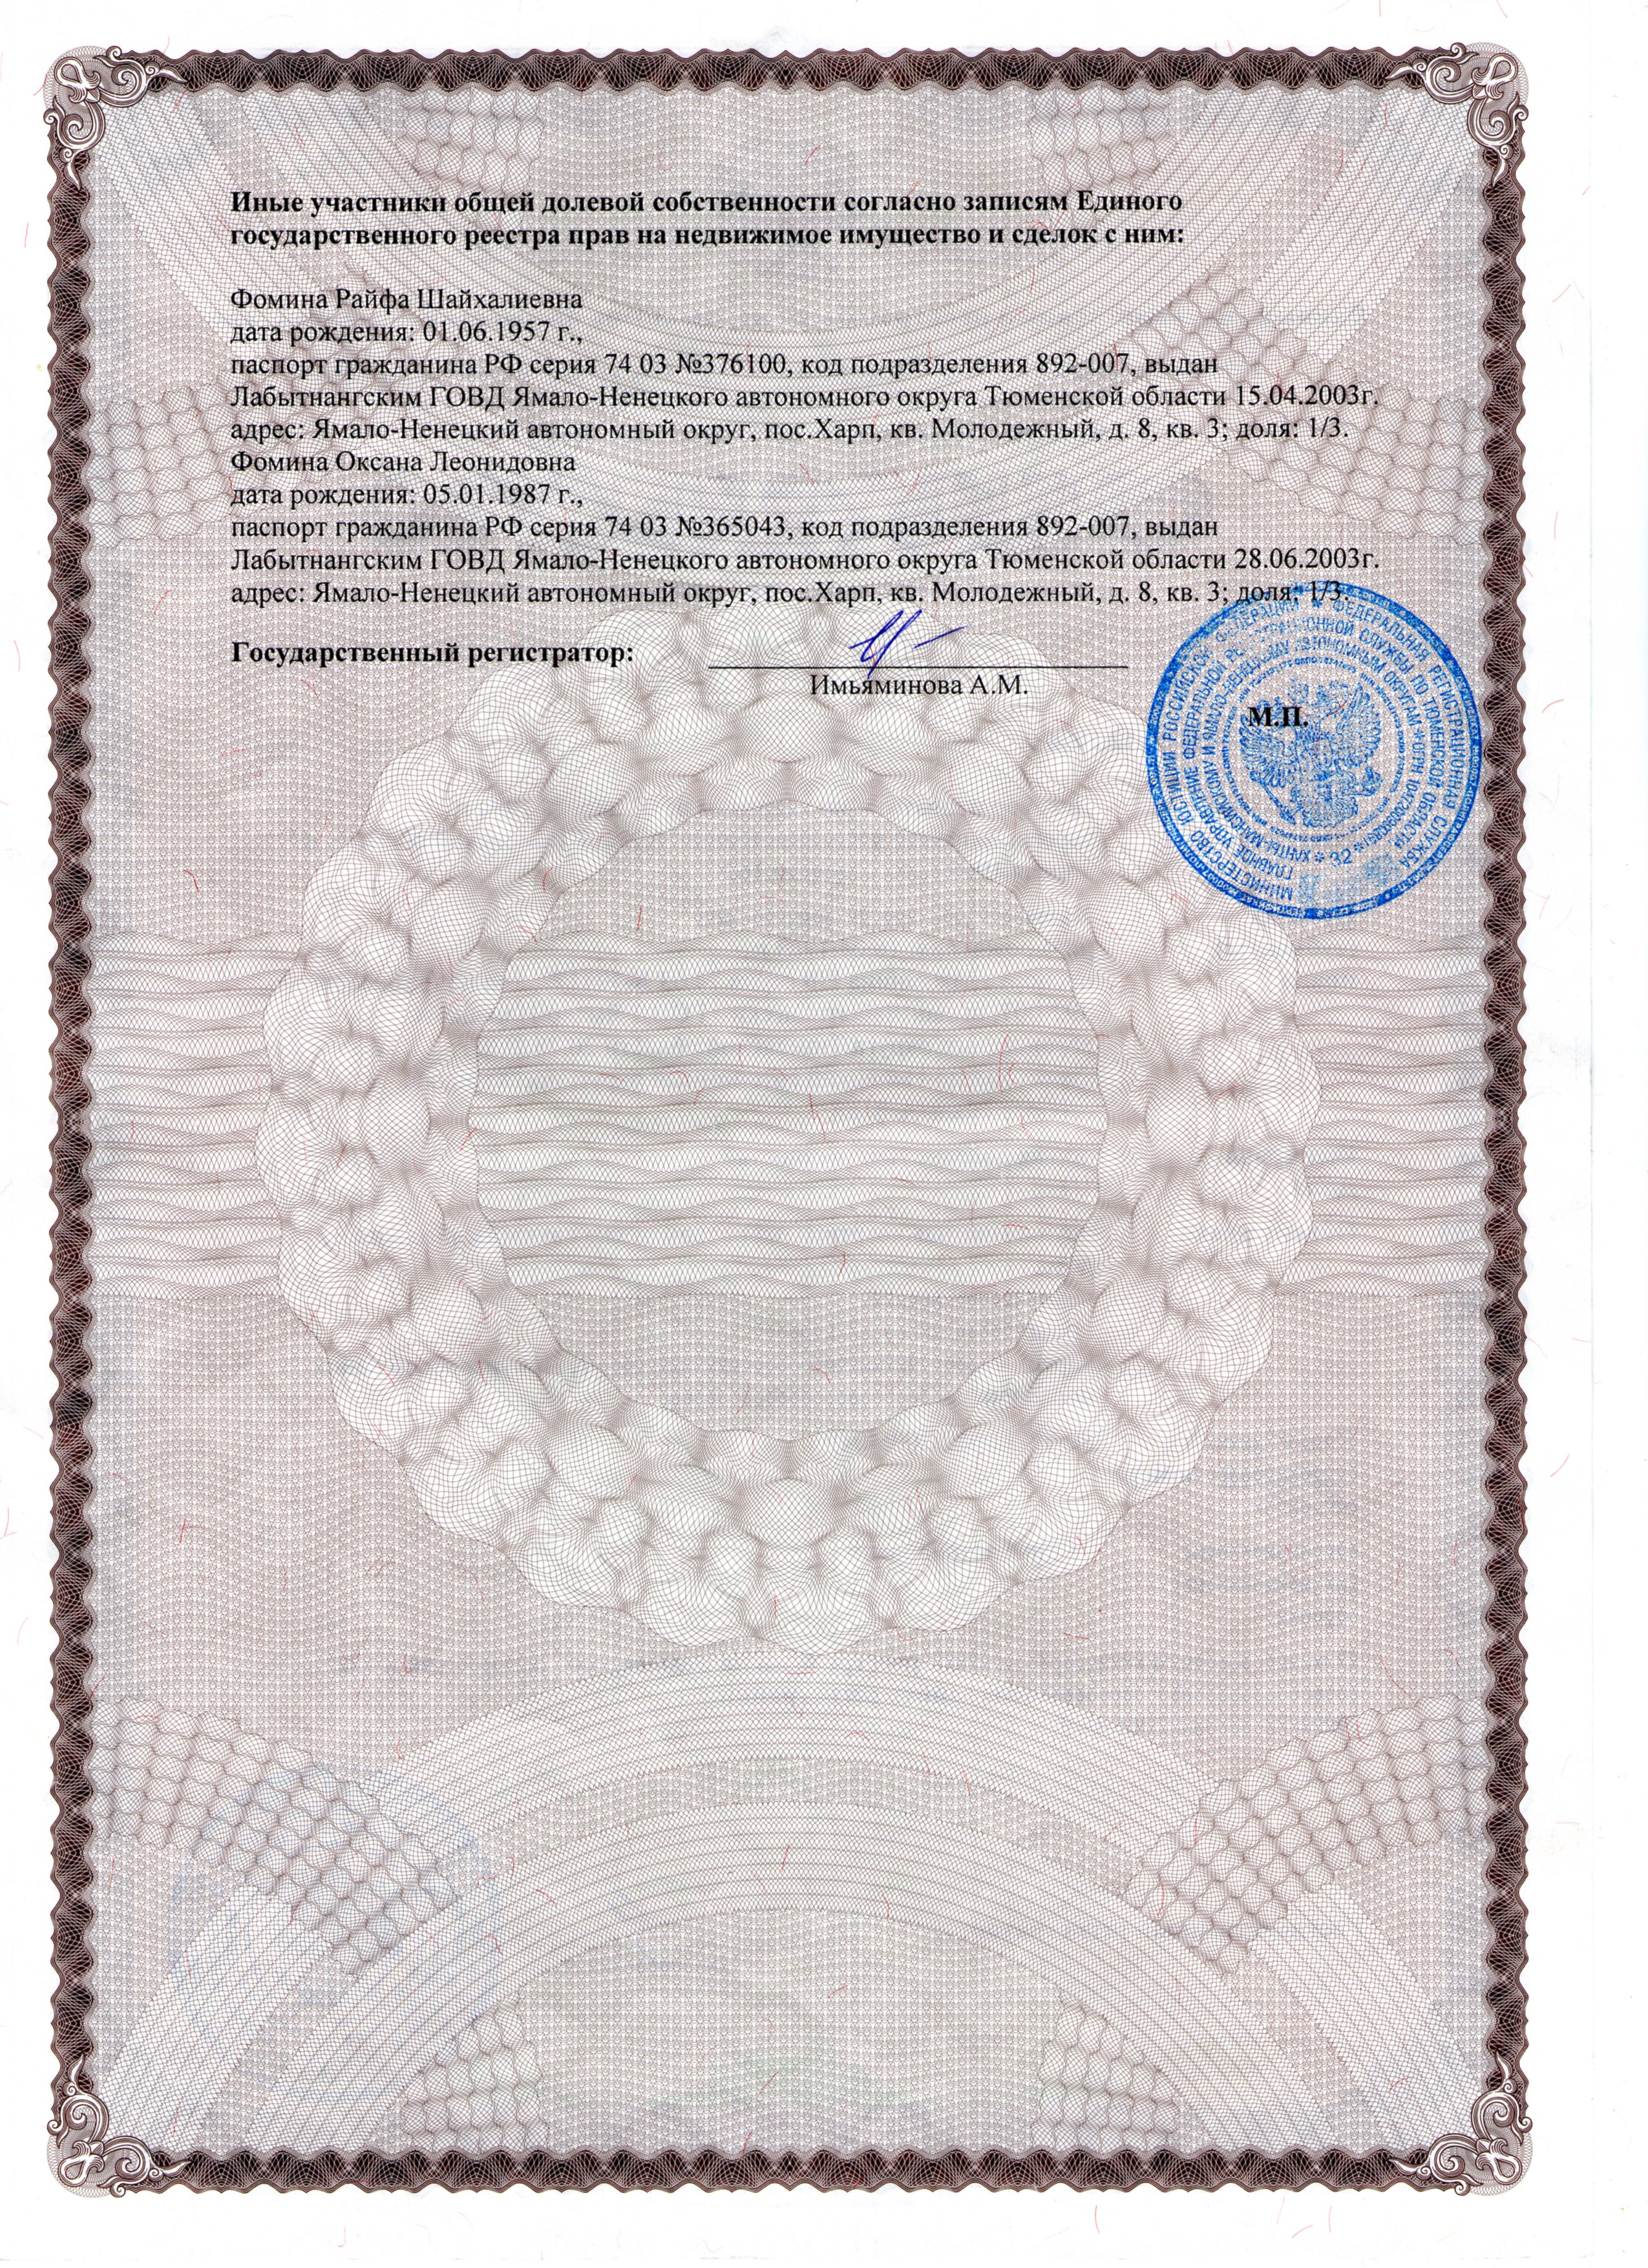 Иные участники общей долевой собственности согласно записям Единого
государственного реестра прав на недвижимое имущество и сделок с ним:
Фомина Райфа Шайхалиевна
дата рождения: 01.06.1957 г.,
паспорт гражданина РФ серия 74 03 №376100, код подразделения 892-007, выдан
Лабытнангским ГОВД Ямало-Ненецкого автономного округа Тюменской области 15.04.2003г.
адрес: Ямало-Ненецкий автономный округ, пос.Харп, кв. Молодежный, д. 8, кв. 3; доля: 1/3.
Фомина Оксана Леонидовна
дата рождения: 05.01.1987 г.,
паспорт гражданина РФ серия 74 03 №365043, код подразделения 892-007, выдан
Лабытнангским ГОВД Ямало-Ненецкого автономного округа Тюменской области 28.06.2003г.
адрес: Ямало-Ненецкий автономный округ, пос.Харп, кв. Молодежный, д. 8, кв. 3; доля: 1/3.
Государственный регистратор:
Имьяминова А.М.
М.П.
МИНИСТЕРСТВО ЮСТИЦИИ РОССИЙСКОЙ ФЕДЕРАЦИИ * ФЕДЕРАЛЬНАЯ РЕГИСТРАЦИОННАЯ СЛУЖБА
ГЛАВНОЕ УПРАВЛЕНИЕ ФЕДЕРАЛЬНОЙ РЕГИСТРАЦИОННОЙ СЛУЖБЫ ПО ТЮМЕНСКОЙ ОБЛАСТИ
ХАНТЫ-МАНСИЙСКОМУ И ЯМАЛО-НЕНЕЦКОМУ АВТОНОМНЫМ ОКРУГАМ * ОГРН
* 32 *